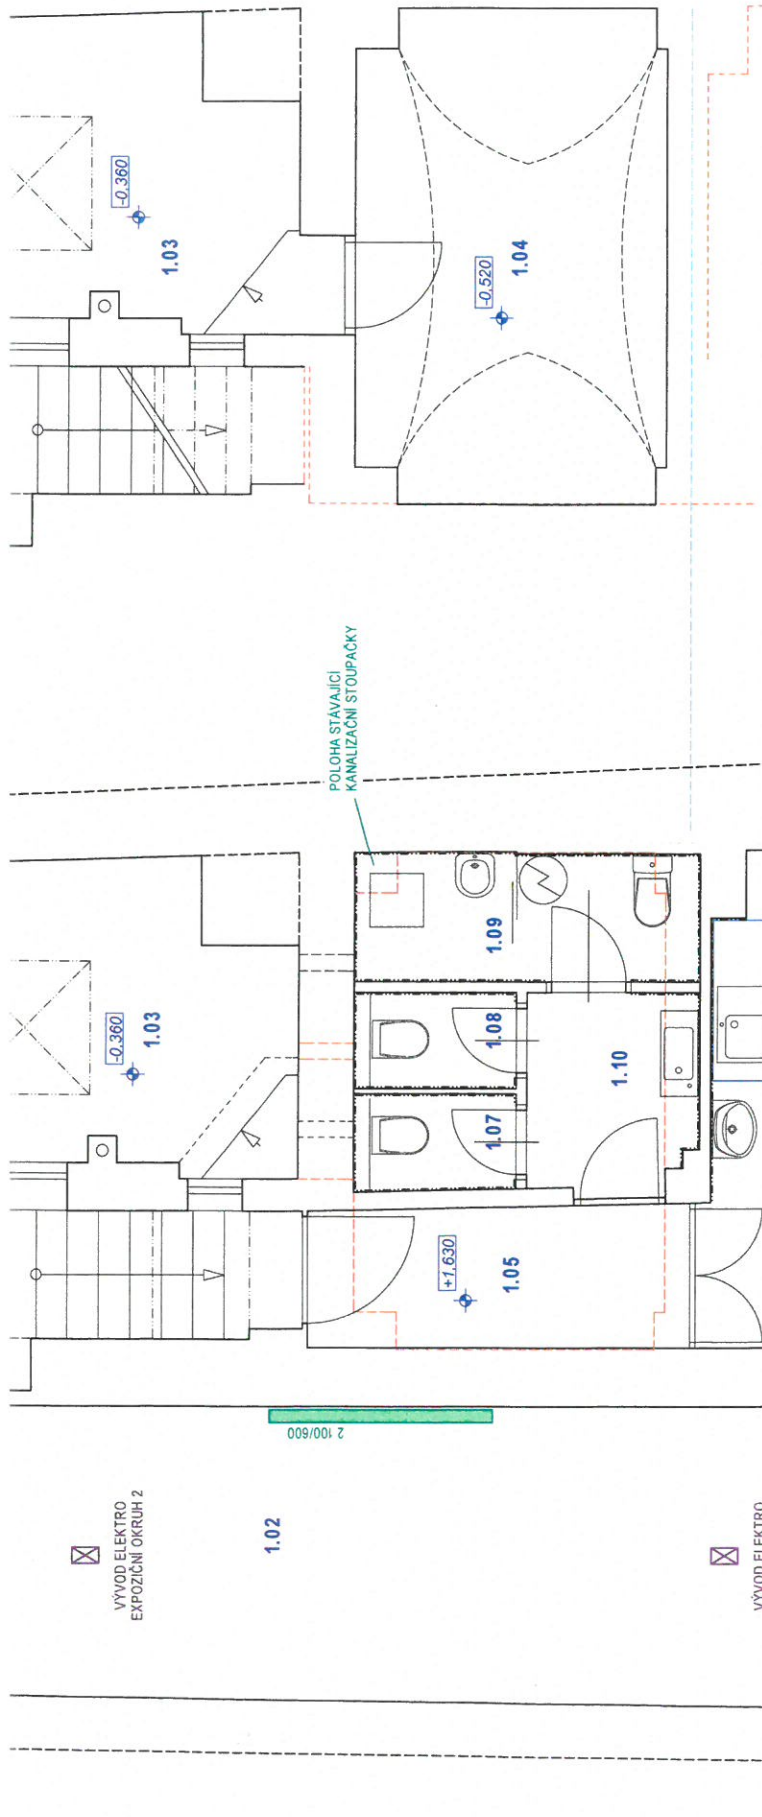 -0,360
1.03
-0,520
1.04
POLOHA STÁVAJÍCÍ
KANALIZAČNÍ STOUPAČKY
-0,360
1.03
1.09
1.08
1.07
1.10
+1,630
1.05
2 100/600
VÝVOD ELEKTRO
EXPOZIČNÍ OKRUH 2
1.02
VÝVOD ELEKTRO